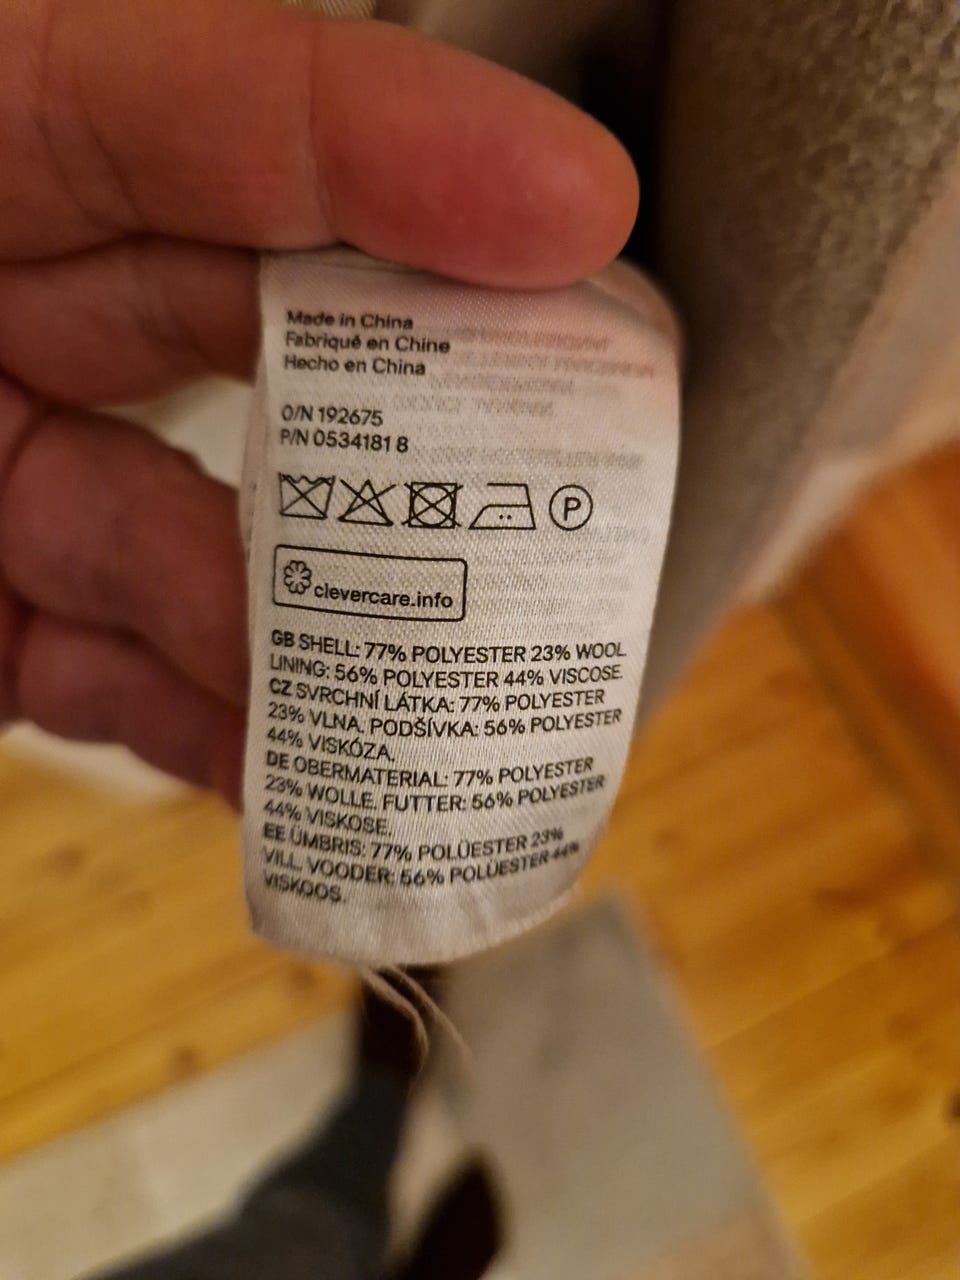 Made in China
Fabriqué en Chine
Hecho en China
O/N 192675
P/N 0534181 8
P
clevercare.info
GB SHELL: 77% POLYESTER 23% WOOL
LINING: 56% POLYESTER 44% VISCOSE.
CZ SVRCHNÍ LÁTKA: 77% POLYESTER
23% VLNA. PODŠÍVKA: 56% POLYESTER
44% VISKÓZA.
DE OBERMATERIAL: 77% POLYESTER
23% WOLLE. FUTTER: 56% POLYESTER
44% VISKOSE.
EE ÜMBRIS: 77% POLÜESTER 23%
VILL. VOODER: 56% POLÜESTER 44%
VISKOOS.